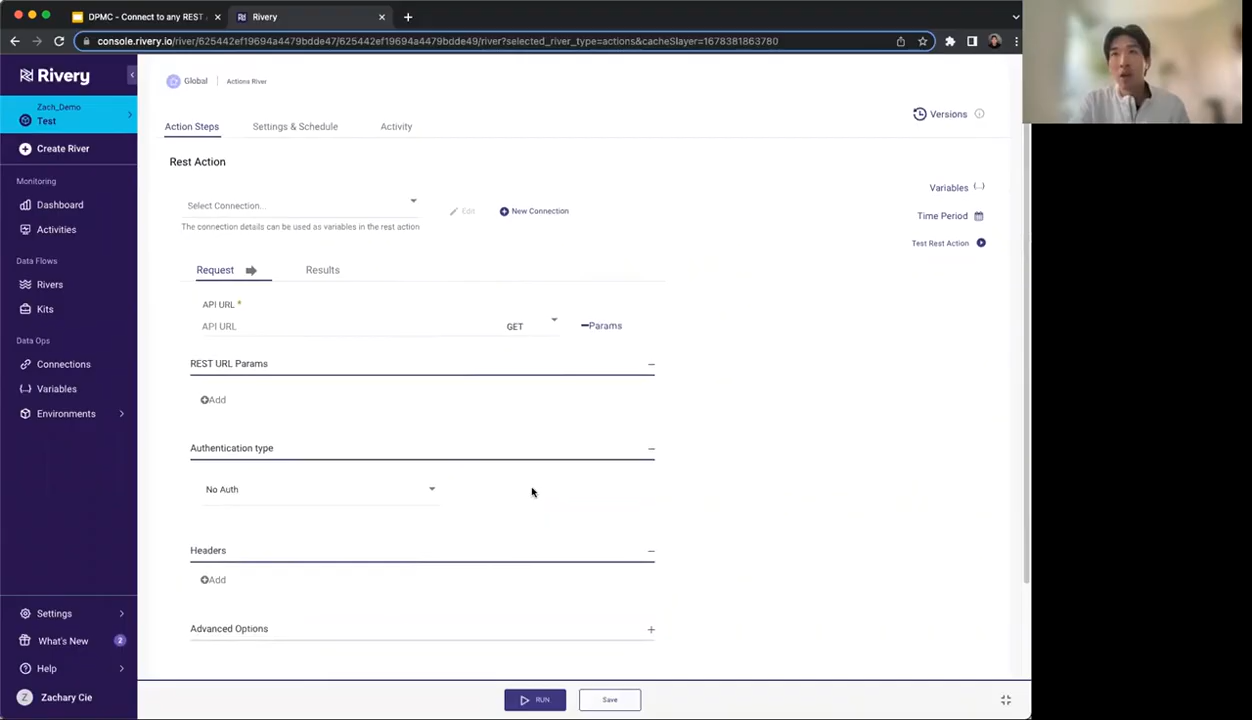 DPMC - Connect to any REST
Rivery
console.rivery.io/river/625442ef19694a4479bdde47/625442ef19694a4479bdde49/river?selected_river_type=actions&cacheSlayer=1678381863780
Rivery
Zach_Demo
Test
Create River
Monitoring
Dashboard
Activities
Data Flows
Rivers
Kits
Data Ops
Connections
Variables
Environments
Settings
What's New 2
Help
Z Zachary Cie
Global Actions River
Versions
Action Steps Settings & Schedule Activity
Rest Action
Variables
Select Connection...
Edit New Connection
Time Period
The connection details can be used as variables in the rest action
Test Rest Action
Request Results
API URL *
API URL GET Params
REST URL Params
Add
Authentication type
No Auth
Headers
Add
Advanced Options
RUN Save